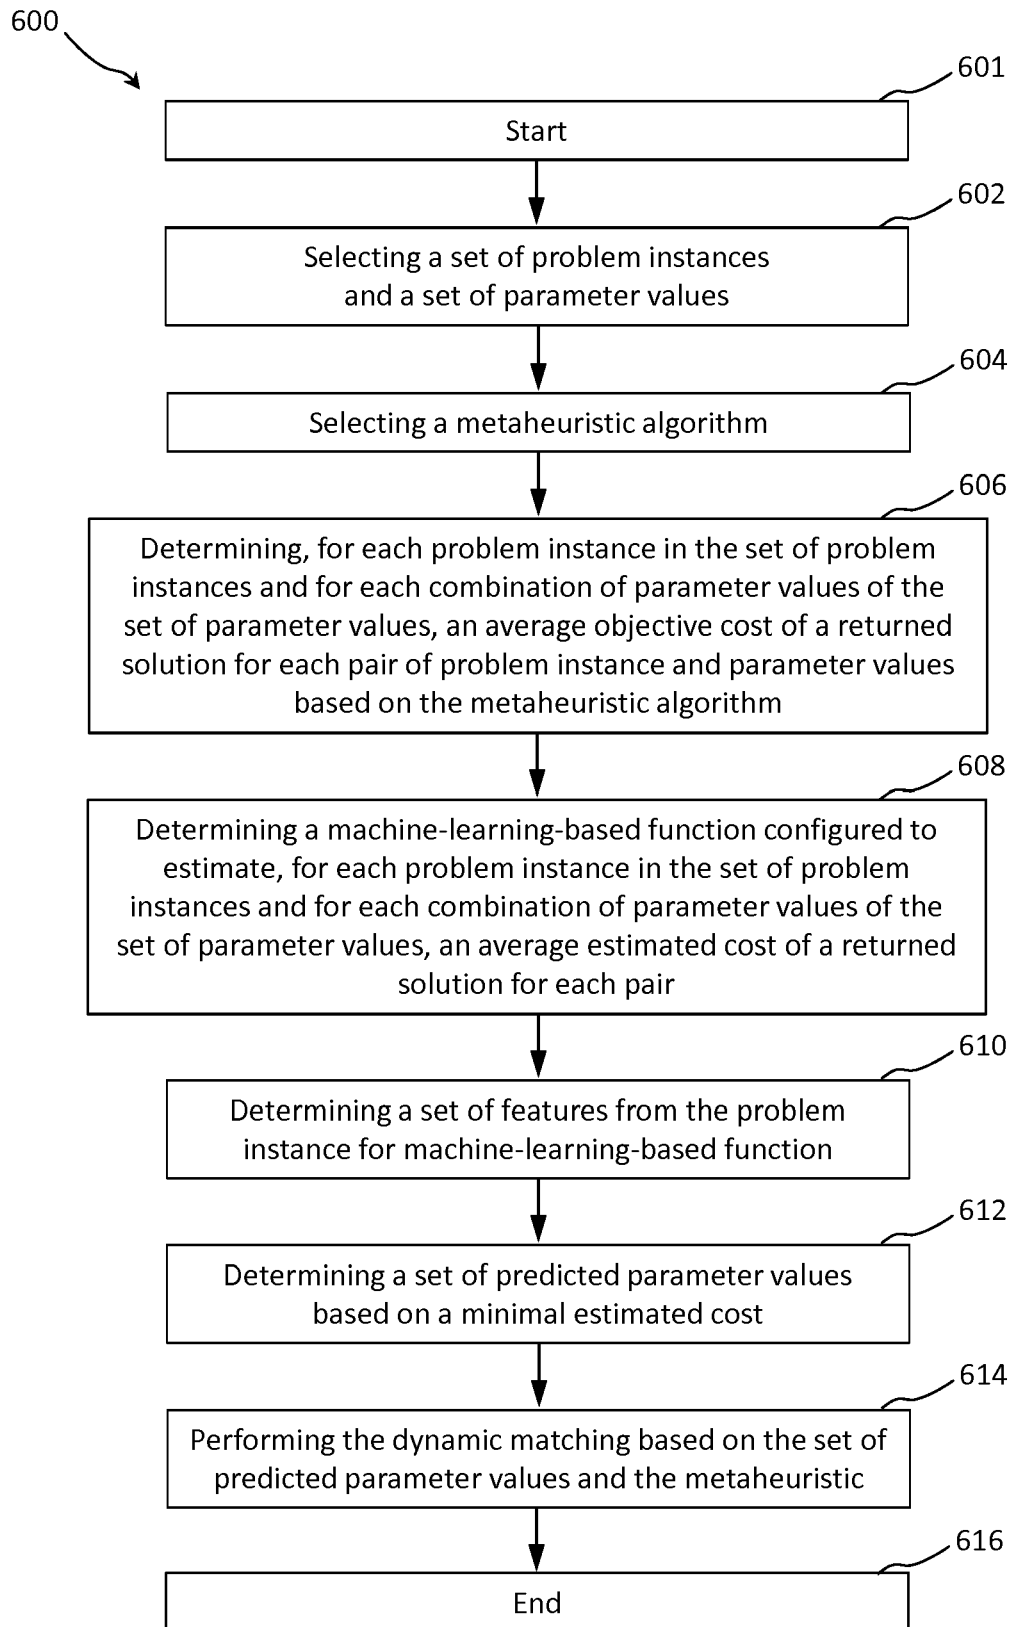 600
601
Start
602
Selecting a set of problem instances
and a set of parameter values
604
Selecting a metaheuristic algorithm
606
Determining, for each problem instance in the set of problem
instances and for each combination of parameter values of the
set of parameter values, an average objective cost of a returned
solution for each pair of problem instance and parameter values
based on the metaheuristic algorithm
608
Determining a machine-learning-based function configured to
estimate, for each problem instance in the set of problem
instances and for each combination of parameter values of the
set of parameter values, an average estimated cost of a returned
solution for each pair
610
Determining a set of features from the problem
instance for machine-learning-based function
612
Determining a set of predicted parameter values
based on a minimal estimated cost
614
Performing the dynamic matching based on the set of
predicted parameter values and the metaheuristic
616
End